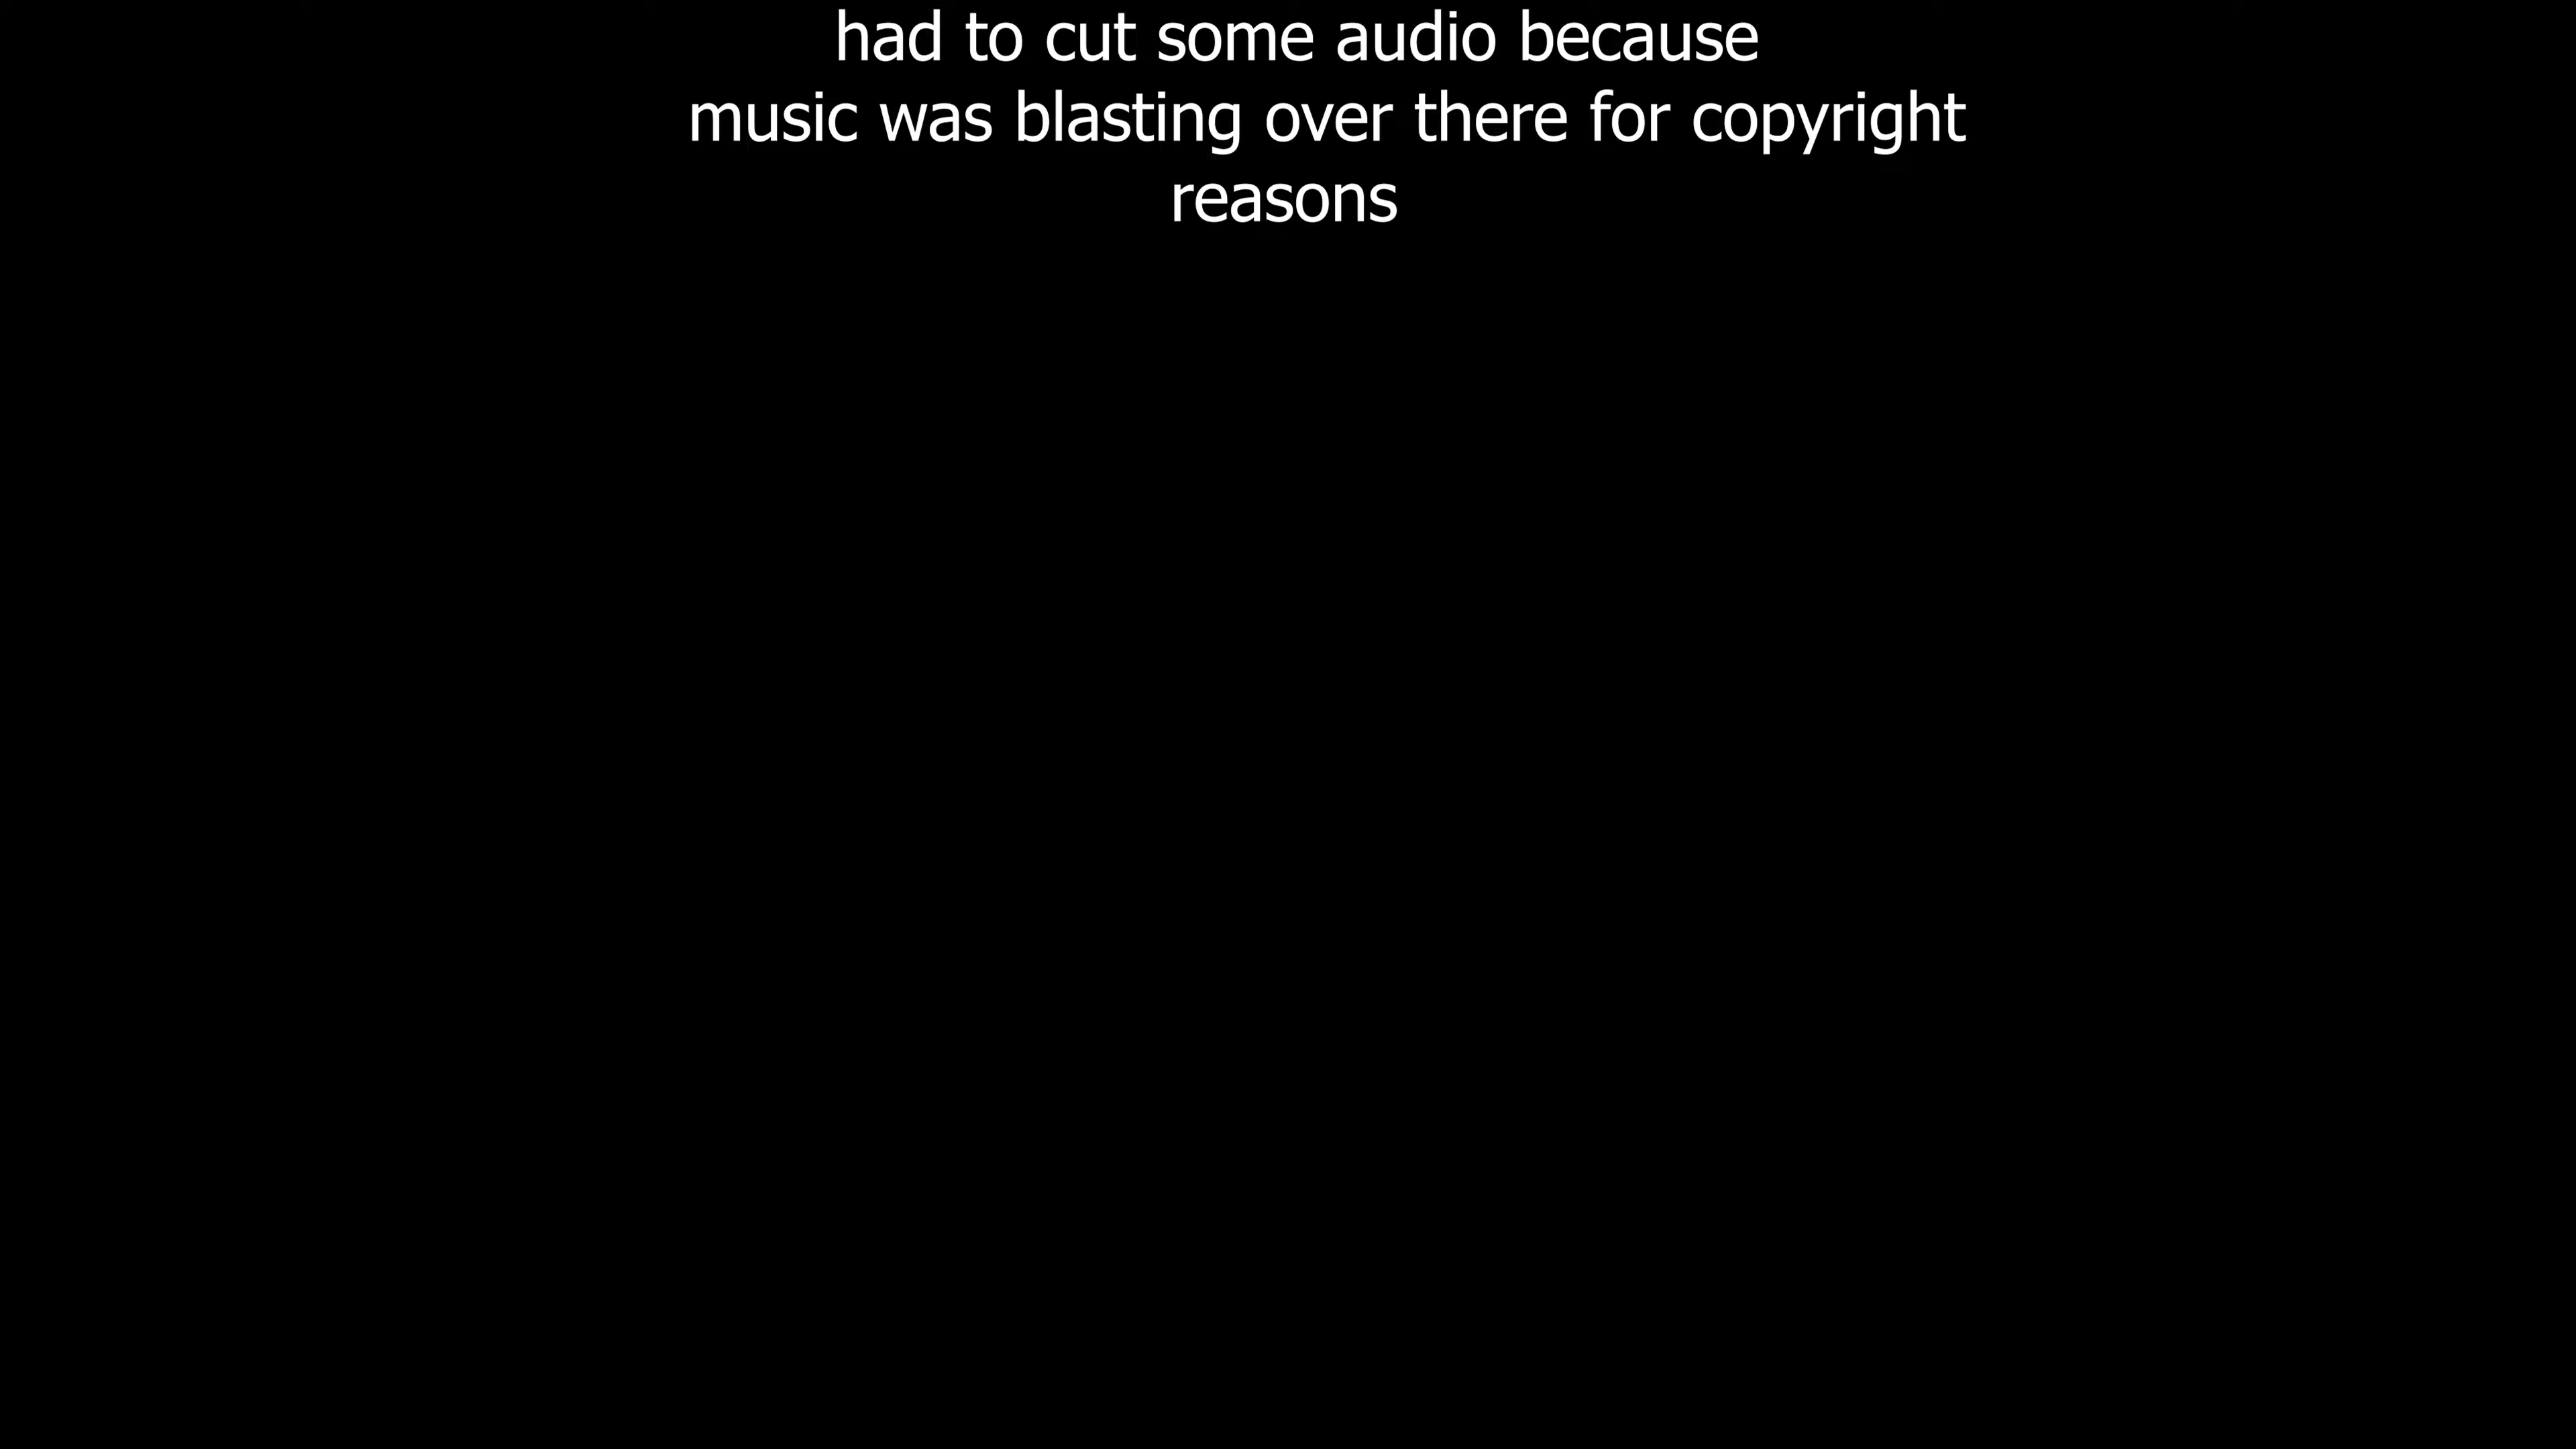 had to cut some audio because
music was blasting over there for copyright
reasons